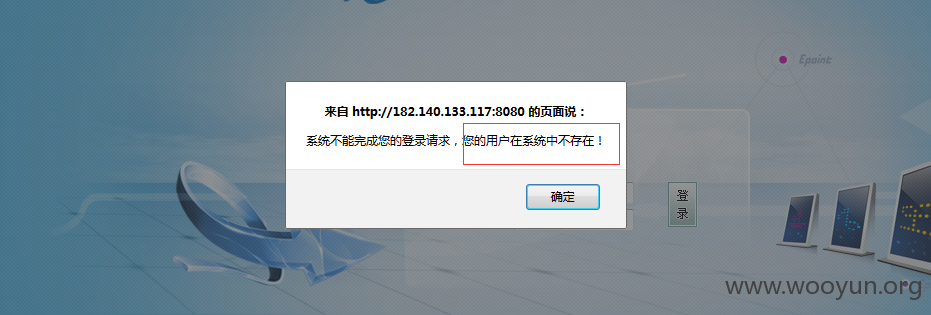 Epoint
来自 http://182.140.133.117:8080 的页面说：
系统不能完成您的登录请求，您的用户在系统中不存在！
确定
登
录
www.wooyun.org